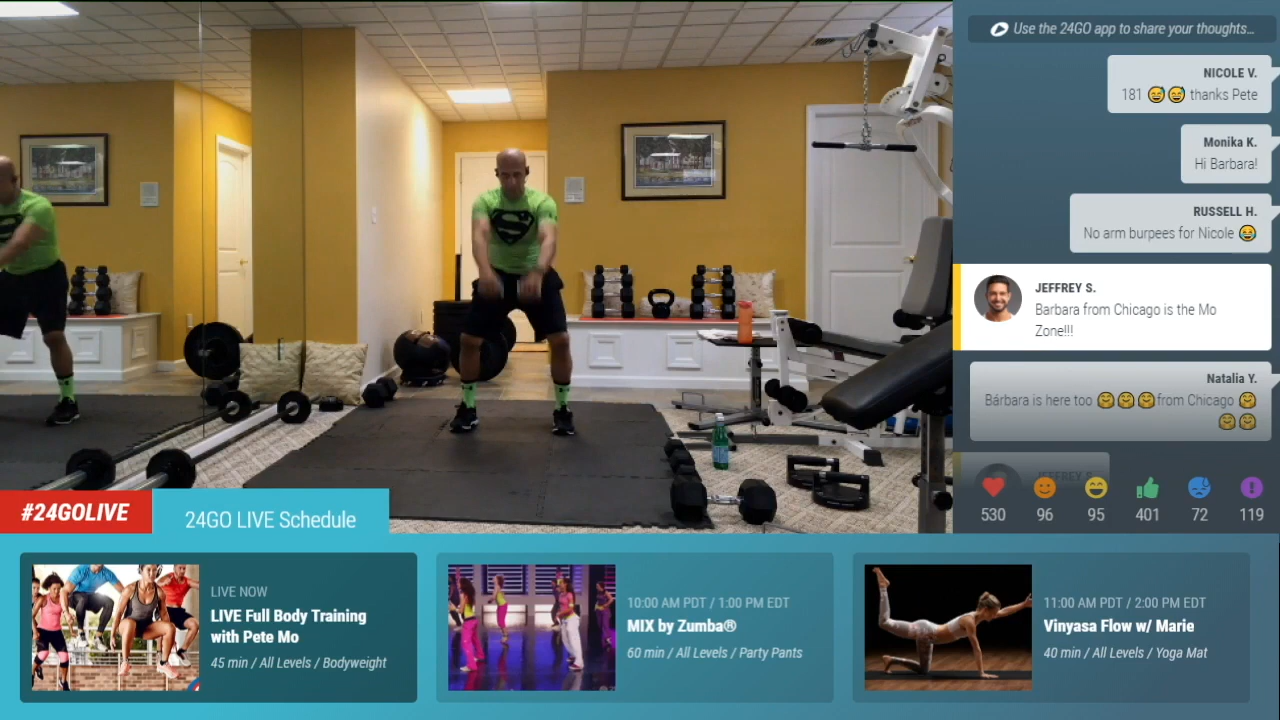 Use the 24GO app to share your thoughts...
NICOLE V.
181 😅😅 thanks Pete
Monika K.
Hi Barbara!
RUSSELL H.
No arm burpees for Nicole 😄
JEFFREY S.
Barbara from Chicago is the Mo
Zone!!!
Natalia Y.
Bárbara is here too 🤗🤗🤗from Chicago 🤗
🤗🤗
JEFFREY S.
530 96 95 401 72 119
#24GOLIVE
24GO LIVE Schedule
LIVE NOW
LIVE Full Body Training
with Pete Mo
45 min / All Levels / Bodyweight
10:00 AM PDT / 1:00 PM EDT
MIX by Zumba®
60 min / All Levels / Party Pants
11:00 AM PDT / 2:00 PM EDT
Vinyasa Flow w/ Marie
40 min / All Levels / Yoga Mat